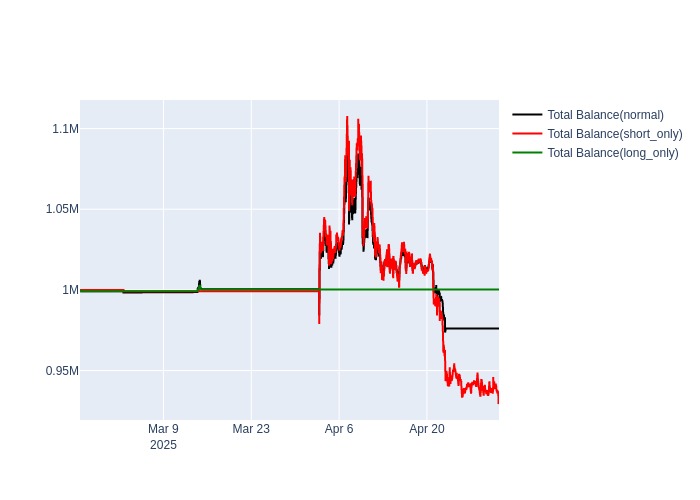 1.1M
1.05M
1M
0.95M
Mar 9
2025
Mar 23
Apr 6
Apr 20
Total Balance(normal)
Total Balance(short_only)
Total Balance(long_only)